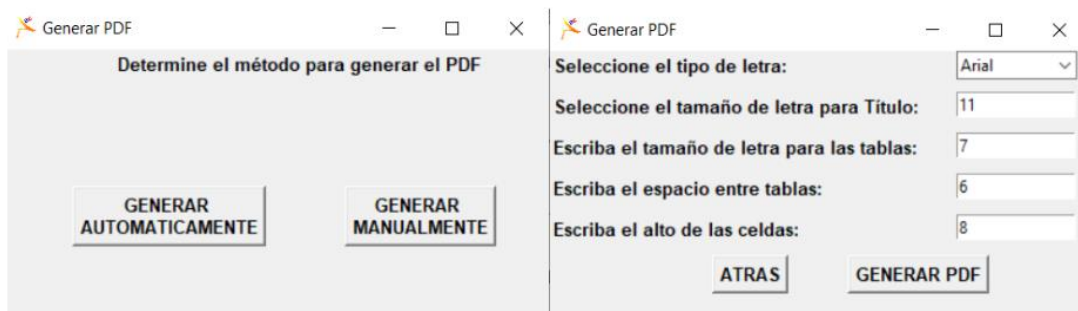 Generar PDF
Determine el método para generar el PDF
GENERAR
AUTOMATICAMENTE
GENERAR
MANUALMENTE
Generar PDF
Seleccione el tipo de letra:
Arial
Seleccione el tamaño de letra para Título:
11
Escriba el tamaño de letra para las tablas:
7
Escriba el espacio entre tablas:
6
Escriba el alto de las celdas:
8
ATRAS
GENERAR PDF